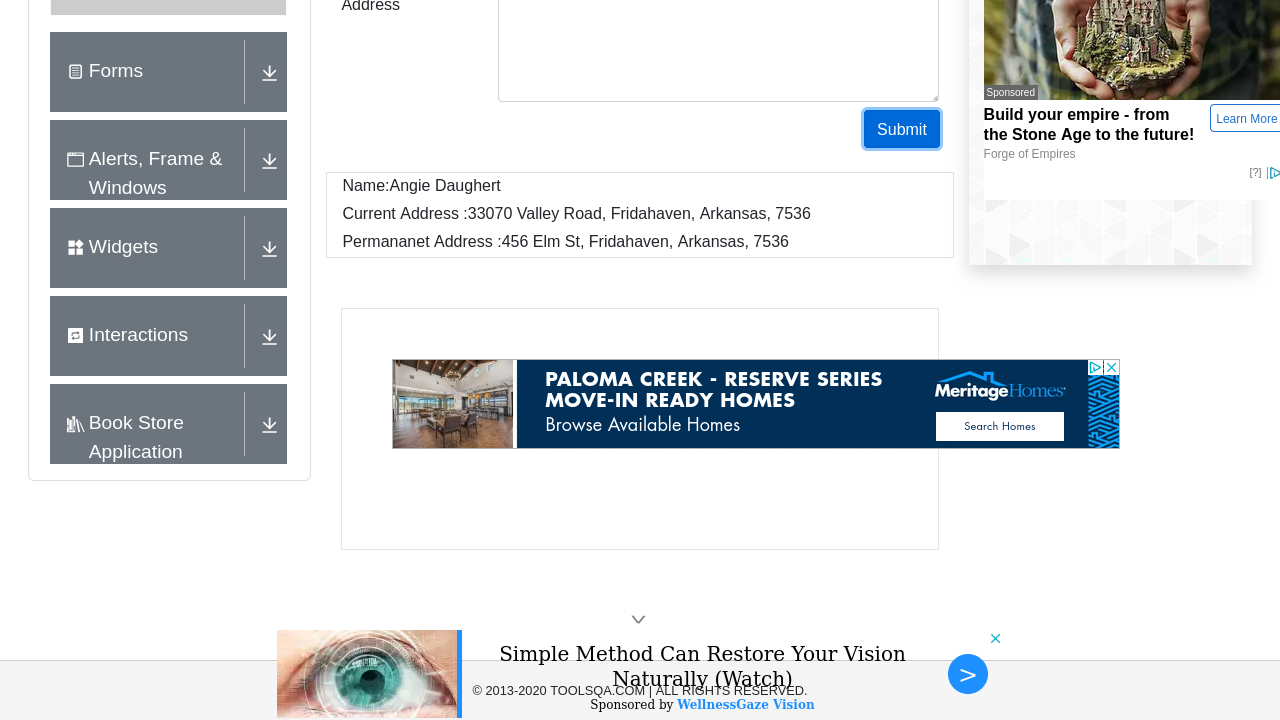 Address
Forms
Alerts, Frame &
Windows
Widgets
Interactions
Book Store
Application
Submit
Name:Angie Daughert
Current Address :33070 Valley Road, Fridahaven, Arkansas, 7536
Permananet Address :456 Elm St, Fridahaven, Arkansas, 7536
Sponsored
Build your empire - from
the Stone Age to the future!
Learn More
Forge of Empires
[?]
PALOMA CREEK - RESERVE SERIES
MOVE-IN READY HOMES
Browse Available Homes
MeritageHomes
Search Homes
Simple Method Can Restore Your Vision
Naturally (Watch)
© 2013-2020 TOOLSQA.COM | ALL RIGHTS RESERVED.
Sponsored by WellnessGaze Vision